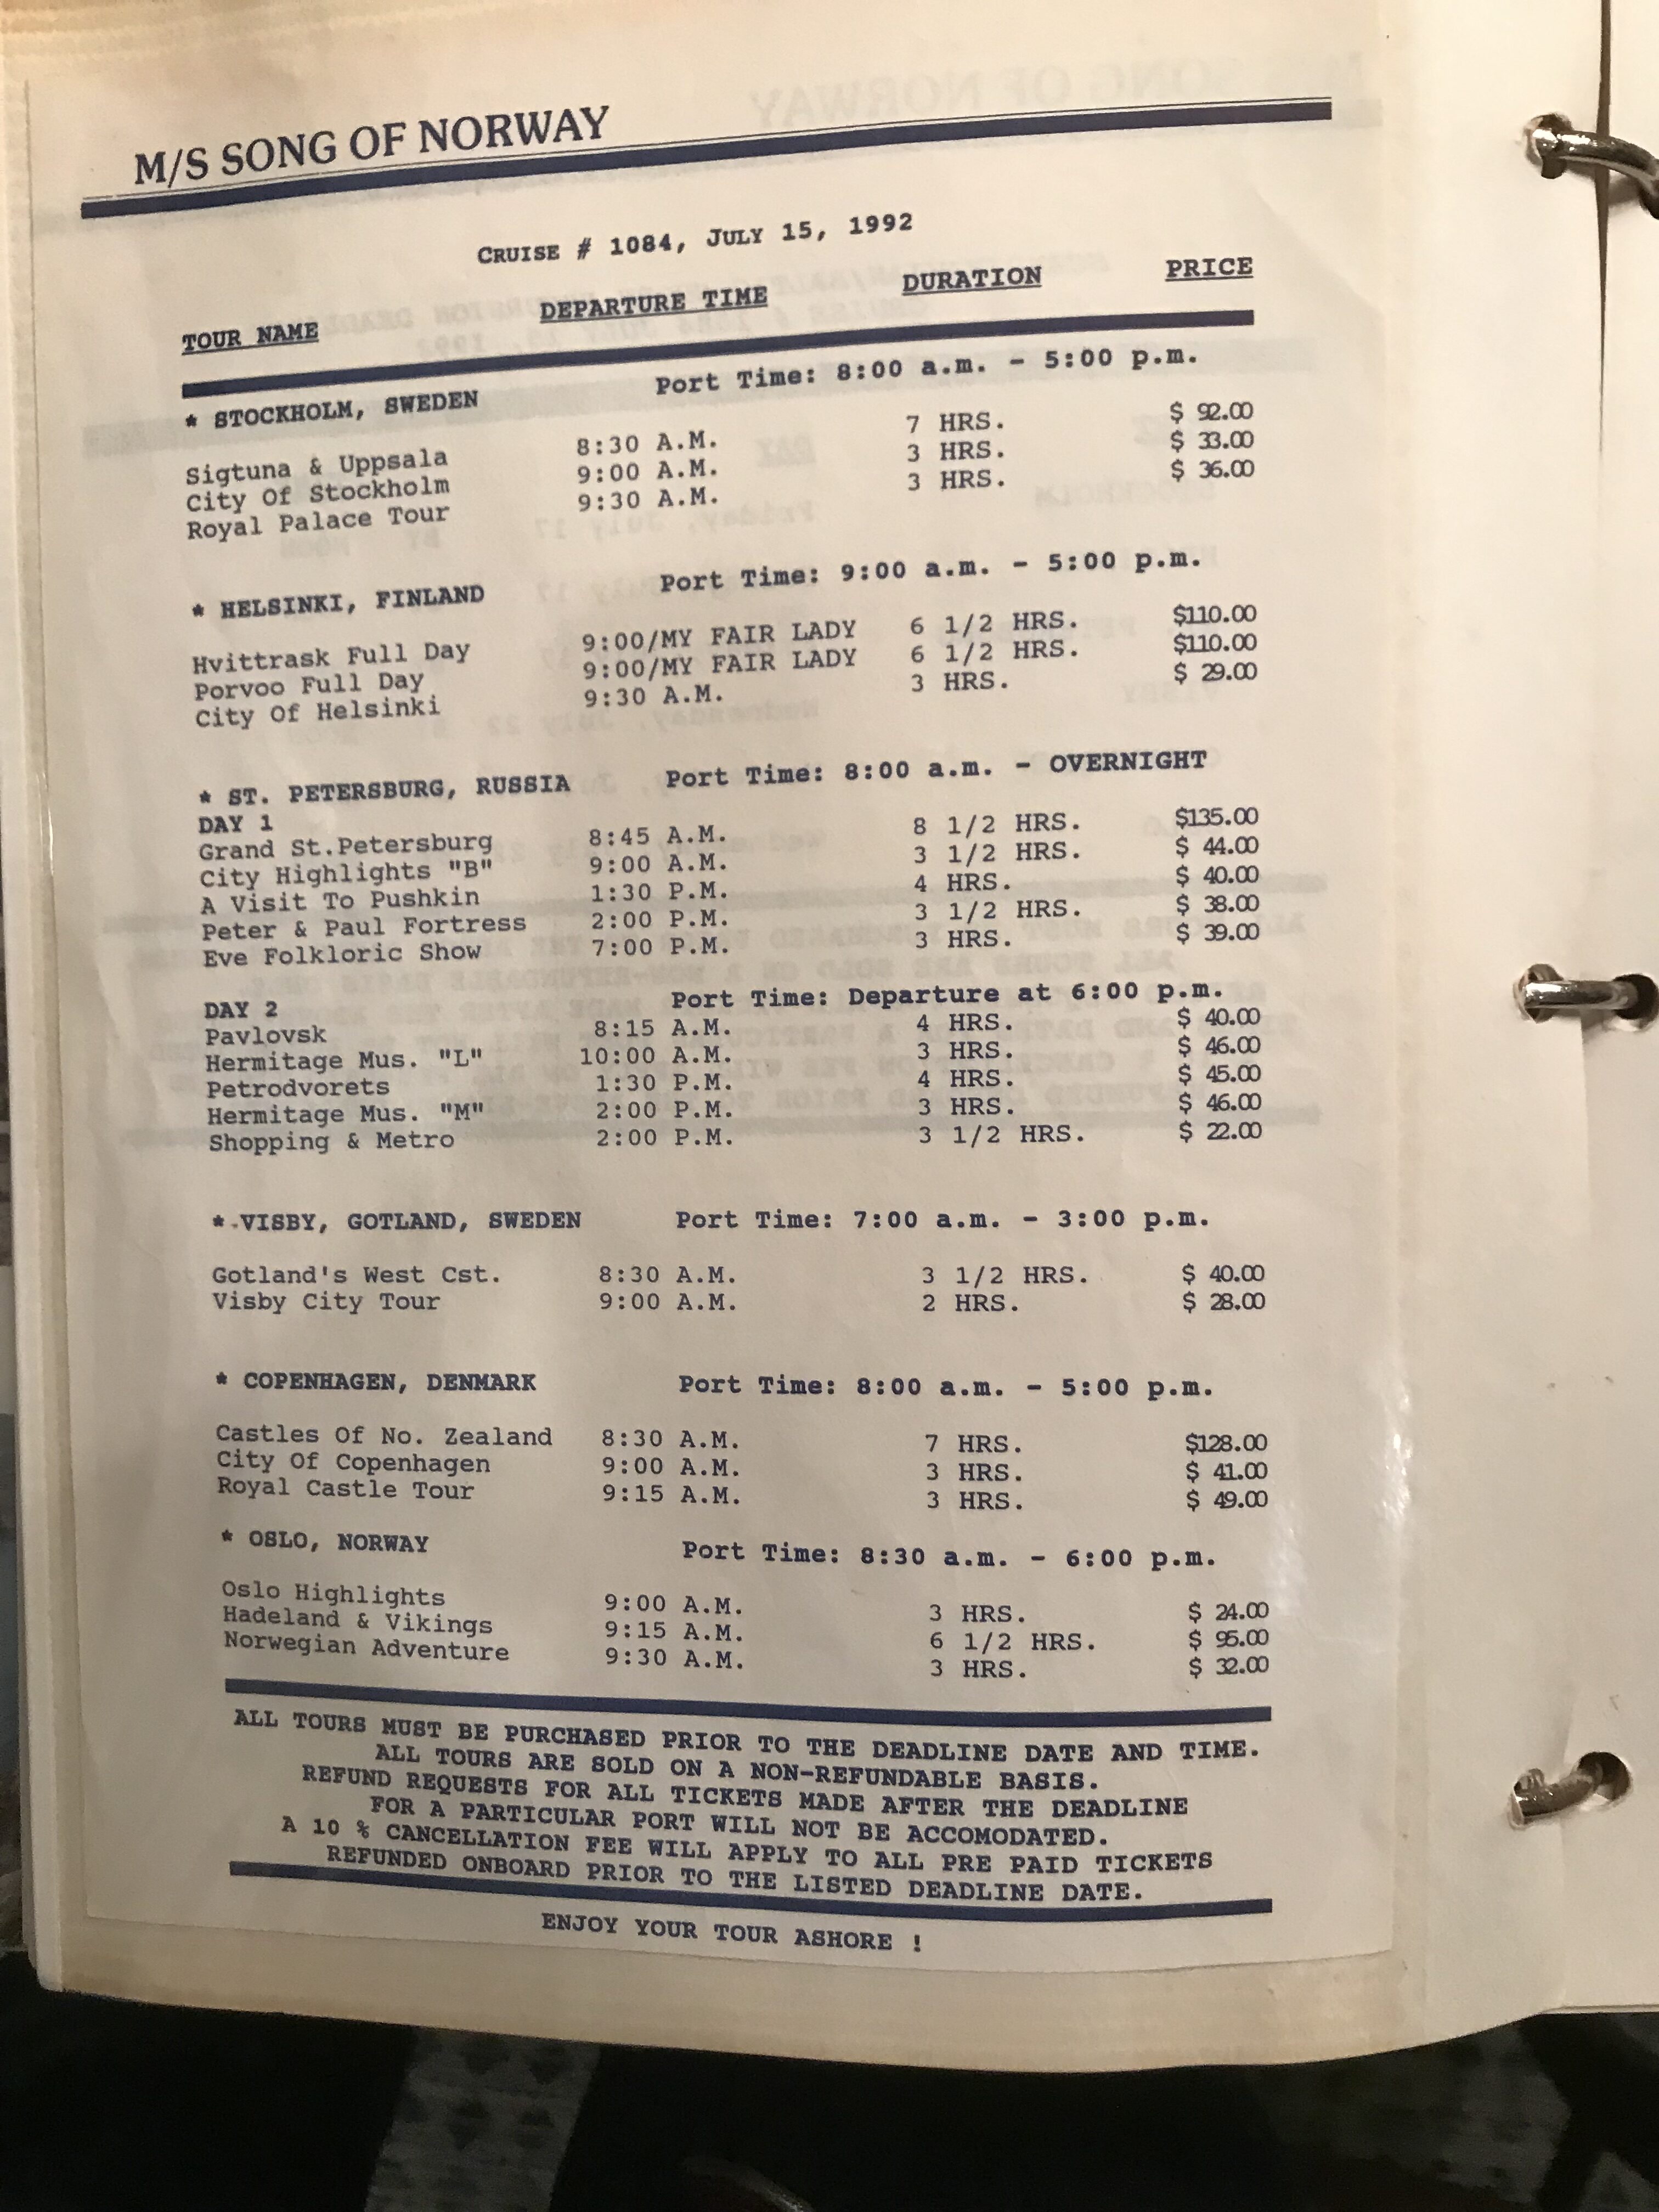 M/S SONG OF NORWAY
CRUISE # 1084, JULY 15, 1992
TOUR NAME DEPARTURE TIME DURATION PRICE
* STOCKHOLM, SWEDEN Port Time: 8:00 a.m. - 5:00 p.m.
Sigtuna & Uppsala 8:30 A.M. 7 HRS. $ 92.00
City Of Stockholm 9:00 A.M. 3 HRS. $ 33.00
Royal Palace Tour 9:30 A.M. 3 HRS. $ 36.00
* HELSINKI, FINLAND Port Time: 9:00 a.m. - 5:00 p.m.
Hvittrask Full Day 9:00/MY FAIR LADY 6 1/2 HRS. $110.00
Porvoo Full Day 9:00/MY FAIR LADY 6 1/2 HRS. $110.00
City Of Helsinki 9:30 A.M. 3 HRS. $ 29.00
* ST. PETERSBURG, RUSSIA Port Time: 8:00 a.m. - OVERNIGHT
DAY 1
Grand St.Petersburg 8:45 A.M. 8 1/2 HRS. $135.00
City Highlights "B" 9:00 A.M. 3 1/2 HRS. $ 44.00
A Visit To Pushkin 1:30 P.M. 4 HRS. $ 40.00
Peter & Paul Fortress 2:00 P.M. 3 1/2 HRS. $ 38.00
Eve Folkloric Show 7:00 P.M. 3 HRS. $ 39.00
DAY 2 Port Time: Departure at 6:00 p.m.
Pavlovsk 8:15 A.M. 4 HRS. $ 40.00
Hermitage Mus. "L" 10:00 A.M. 3 HRS. $ 46.00
Petrodvorets 1:30 P.M. 4 HRS. $ 45.00
Hermitage Mus. "M" 2:00 P.M. 3 HRS. $ 46.00
Shopping & Metro 2:00 P.M. 3 1/2 HRS. $ 22.00
* VISBY, GOTLAND, SWEDEN Port Time: 7:00 a.m. - 3:00 p.m.
Gotland's West Cst. 8:30 A.M. 3 1/2 HRS. $ 40.00
Visby City Tour 9:00 A.M. 2 HRS. $ 28.00
* COPENHAGEN, DENMARK Port Time: 8:00 a.m. - 5:00 p.m.
Castles Of No. Zealand 8:30 A.M. 7 HRS. $128.00
City Of Copenhagen 9:00 A.M. 3 HRS. $ 41.00
Royal Castle Tour 9:15 A.M. 3 HRS. $ 49.00
* OSLO, NORWAY Port Time: 8:30 a.m. - 6:00 p.m.
Oslo Highlights 9:00 A.M. 3 HRS. $ 24.00
Hadeland & Vikings 9:15 A.M. 6 1/2 HRS. $ 95.00
Norwegian Adventure 9:30 A.M. 3 HRS. $ 32.00
ALL TOURS MUST BE PURCHASED PRIOR TO THE DEADLINE DATE AND TIME.
ALL TOURS ARE SOLD ON A NON-REFUNDABLE BASIS.
REFUND REQUESTS FOR ALL TICKETS MADE AFTER THE DEADLINE
FOR A PARTICULAR PORT WILL NOT BE ACCOMODATED.
A 10 % CANCELLATION FEE WILL APPLY TO ALL PRE PAID TICKETS
REFUNDED ONBOARD PRIOR TO THE LISTED DEADLINE DATE.
ENJOY YOUR TOUR ASHORE !